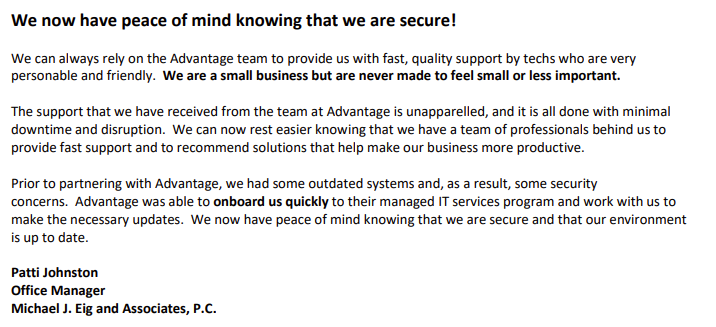 We now have peace of mind knowing that we are secure!
We can always rely on the Advantage team to provide us with fast, quality support by techs who are very
personable and friendly.  We are a small business but are never made to feel small or less important.
The support that we have received from the team at Advantage is unapparelled, and it is all done with minimal
downtime and disruption.  We can now rest easier knowing that we have a team of professionals behind us to
provide fast support and to recommend solutions that help make our business more productive.
Prior to partnering with Advantage, we had some outdated systems and, as a result, some security
concerns.  Advantage was able to onboard us quickly to their managed IT services program and work with us to
make the necessary updates.  We now have peace of mind knowing that we are secure and that our environment
is up to date.
Patti Johnston
Office Manager
Michael J. Eig and Associates, P.C.